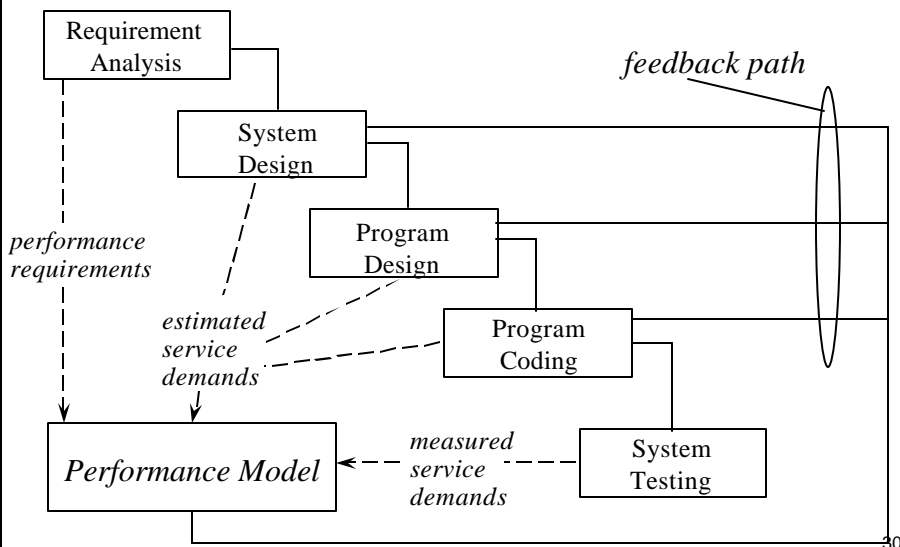 Requirement
Analysis
feedback path
System
Design
Program
Design
performance
requirements
estimated
service
demands
Program
Coding
measured
service
demands
System
Testing
Performance Model
30